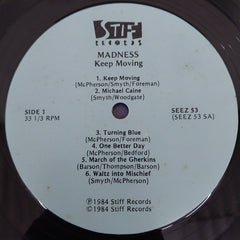 STIFF
RECORDS
MADNESS
Keep Moving
1. Keep Moving
(McPherson/Smyth/Foreman)
2. Michael Caine
(Smyth/Woodgate)
SIDE 1
33 1/3 RPM
SEEZ 53
(SEEZ 53 SA)
3. Turning Blue
(McPherson/Foreman)
4. One Better Day
(McPherson/Bedford)
5. March of the Gherkins
(Barson/Thompson/Barson)
6. Waltz into Mischief
(Smyth/McPherson)
℗1984 Stiff Records
©1984 Stiff Records